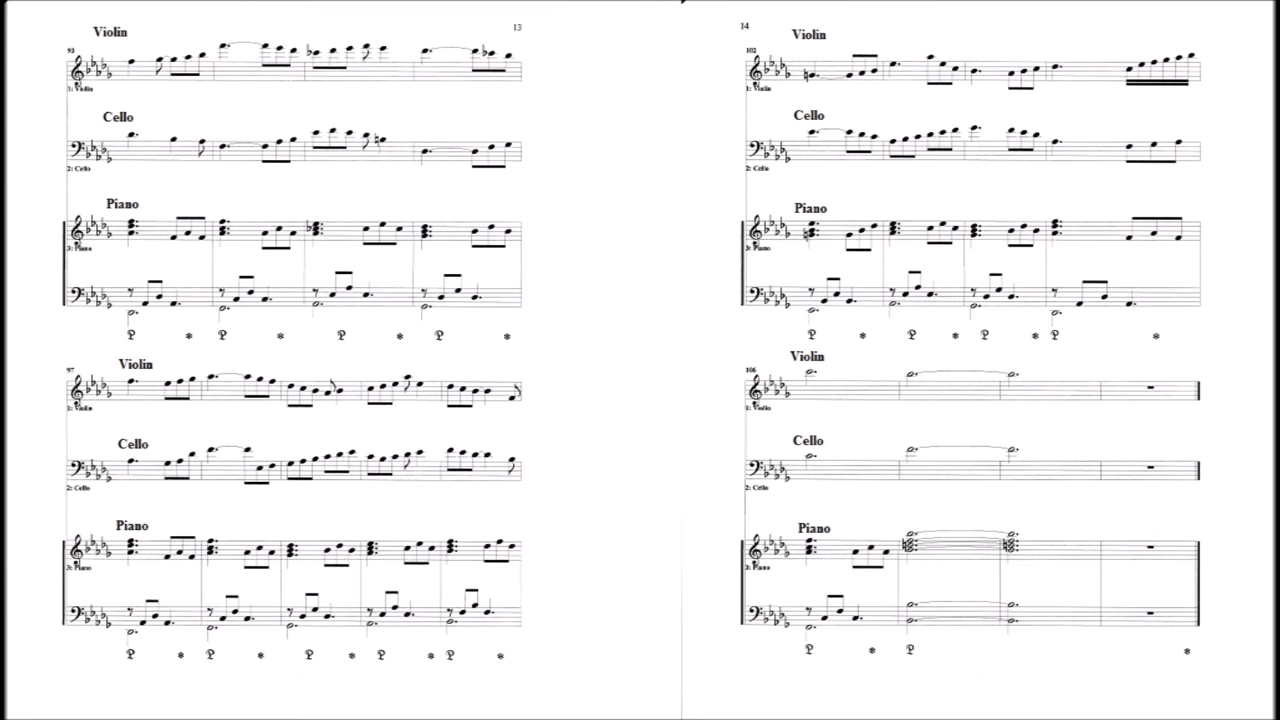 13
Violin
93
1: Violin
Cello
2: Cello
Piano
3: Piano
Violin
97
1: Violin
Cello
2: Cello
Piano
3: Piano
14
Violin
102
1: Violin
Cello
2: Cello
Piano
3: Piano
Violin
106
1: Violin
Cello
2: Cello
Piano
3: Piano